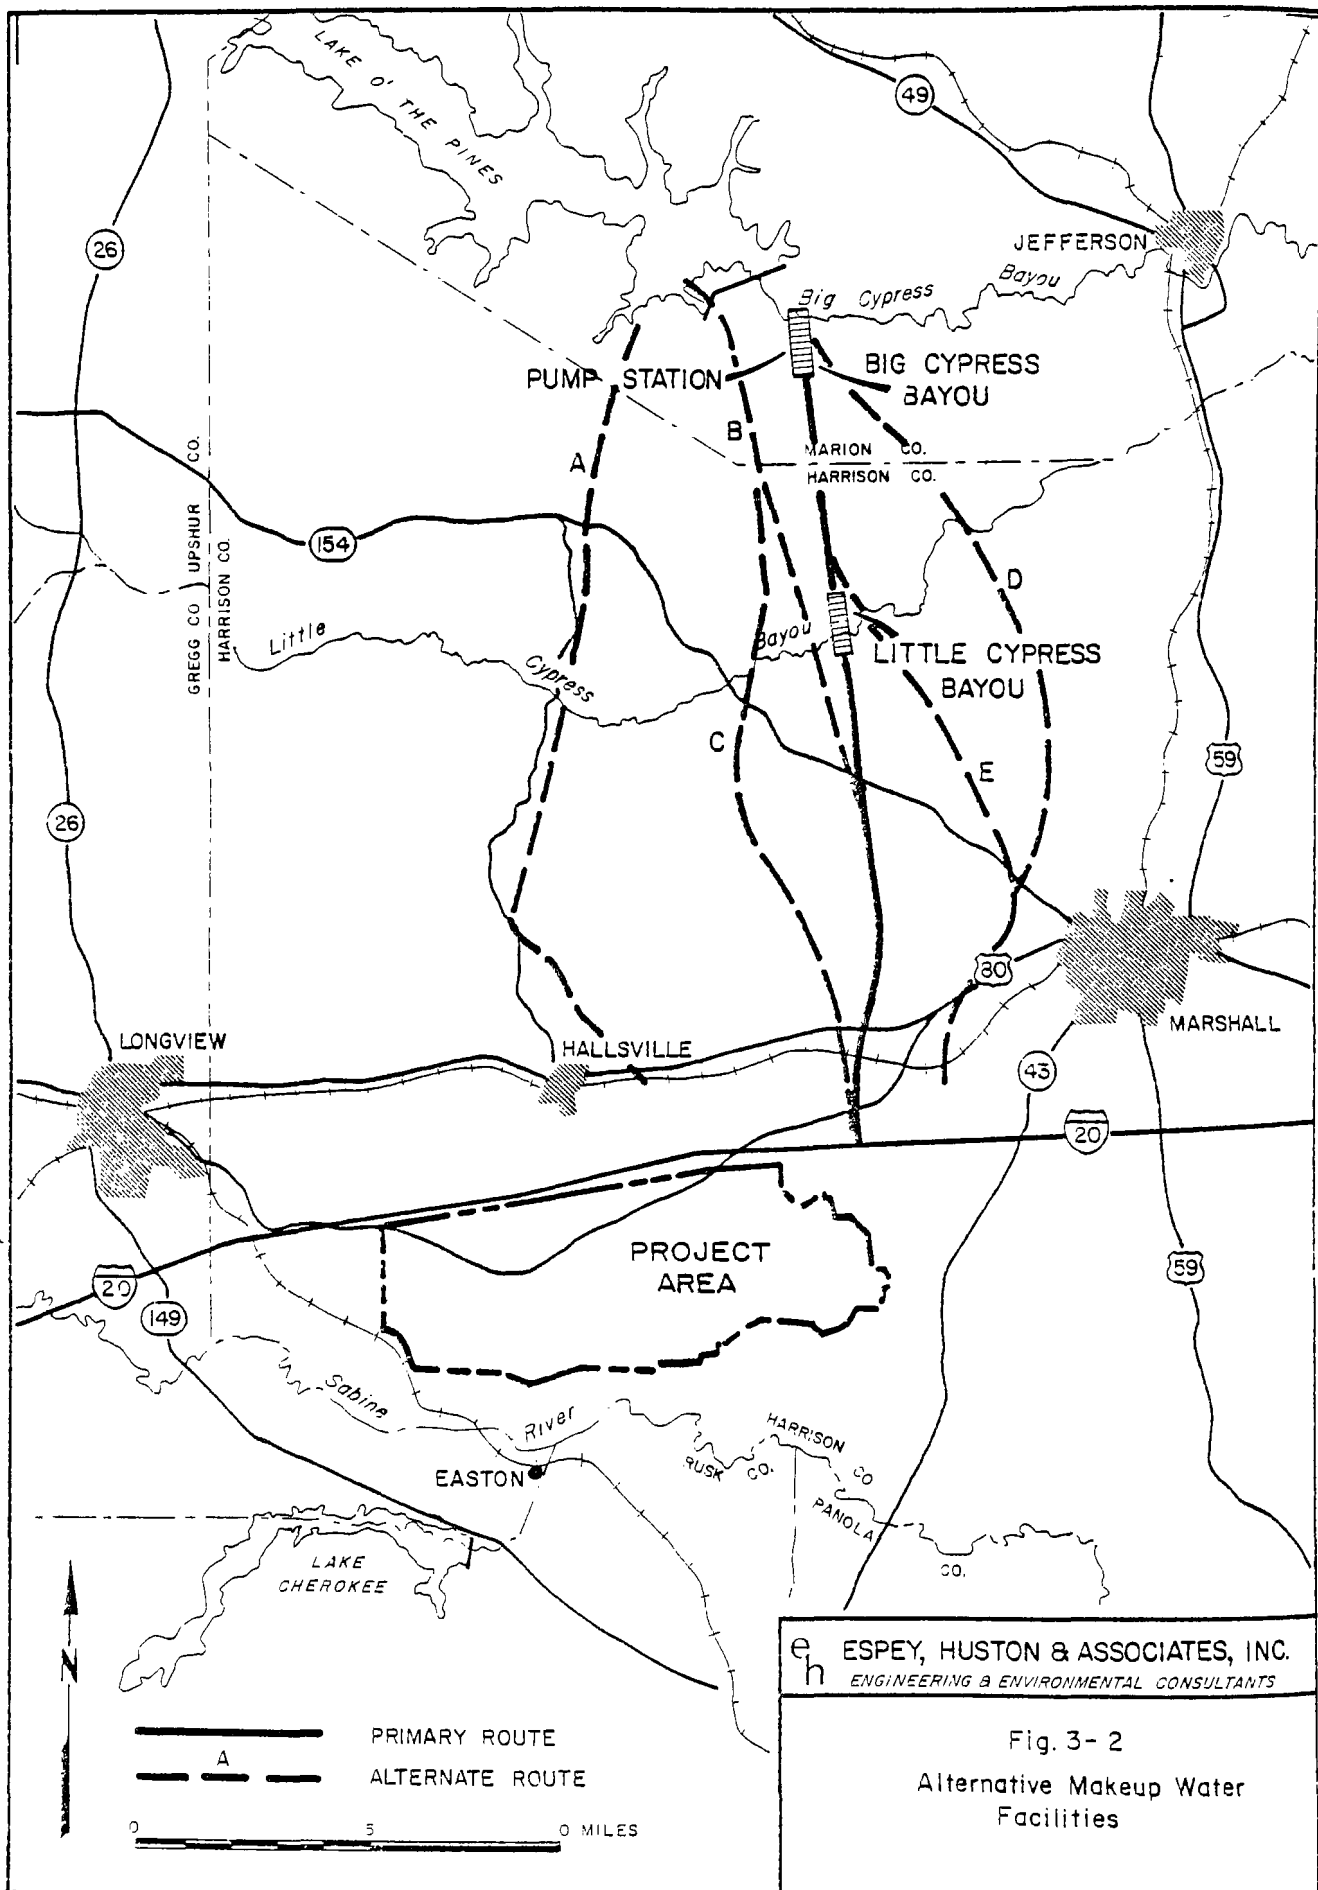 LAKE O' THE PINES
49
JEFFERSON
26
Big Cypress Bayou
PUMP STATION
BIG CYPRESS
BAYOU
B
A
MARION CO.
HARRISON CO.
GREGG CO UPSHUR CO.
HARRISON CO.
154
D
Little Cypress Bayou
LITTLE CYPRESS
BAYOU
C
E
59
26
80
MARSHALL
LONGVIEW
HALLSVILLE
43
20
PROJECT
AREA
59
20
149
Sabine River
HARRISON CO
RUSK CO.
EASTON
PANOLA CO.
LAKE
CHEROKEE
N
eh ESPEY, HUSTON & ASSOCIATES, INC.
ENGINEERING & ENVIRONMENTAL CONSULTANTS
PRIMARY ROUTE
A
ALTERNATE ROUTE
0 5 0 MILES
Fig. 3-2
Alternative Makeup Water
Facilities